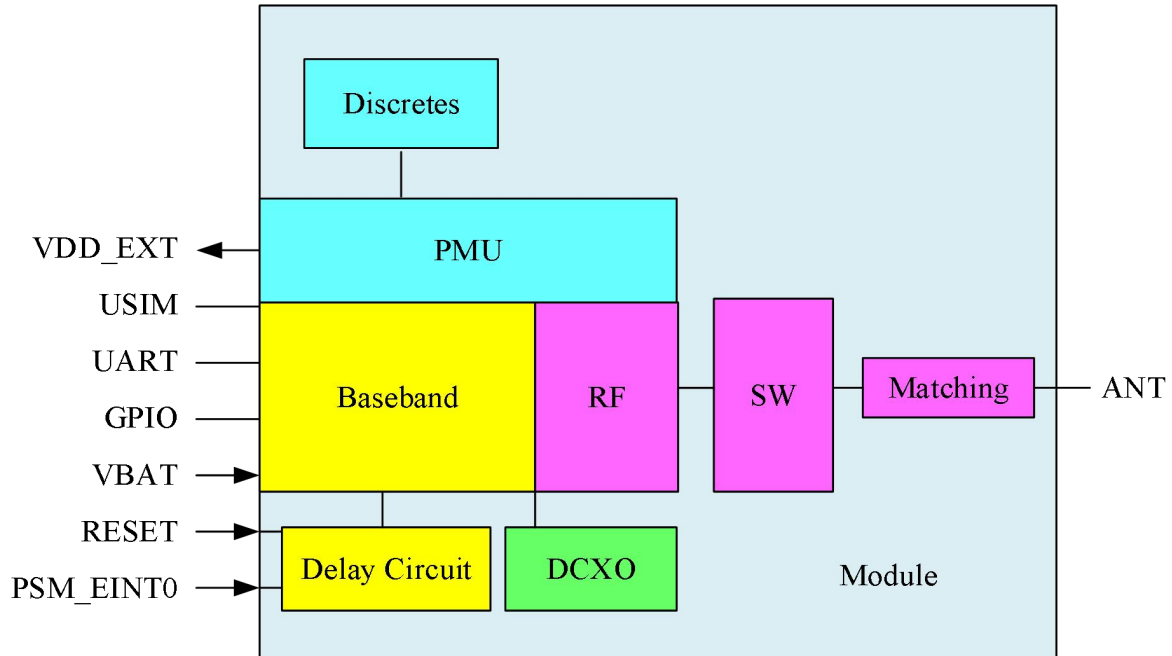 Discretes
VDD_EXT
PMU
USIM
UART
GPIO
VBAT
RESET
PSM_EINT0
Baseband
RF
SW
Matching
ANT
Delay Circuit
DCXO
Module